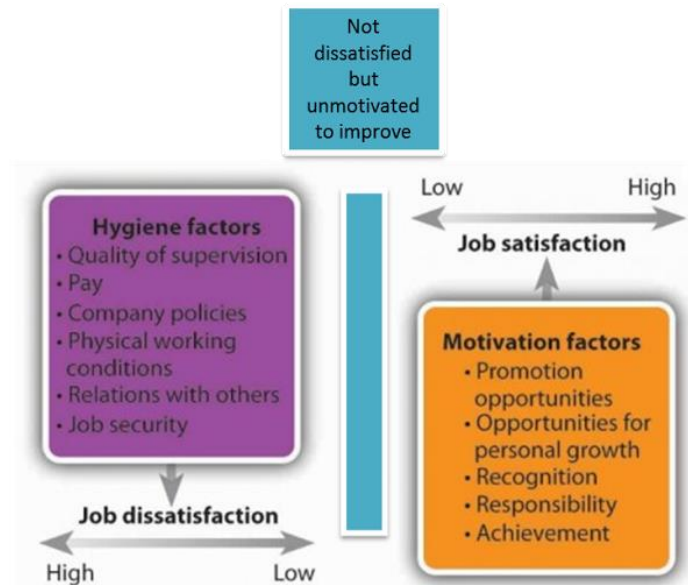 Not
dissatisfied
but
unmotivated
to improve
Hygiene factors
• Quality of supervision
• Pay
• Company policies
• Physical working
conditions
• Relations with others
• Job security
Job dissatisfaction
High Low
Low High
Job satisfaction
Motivation factors
• Promotion
opportunities
• Opportunities for
personal growth
• Recognition
• Responsibility
• Achievement